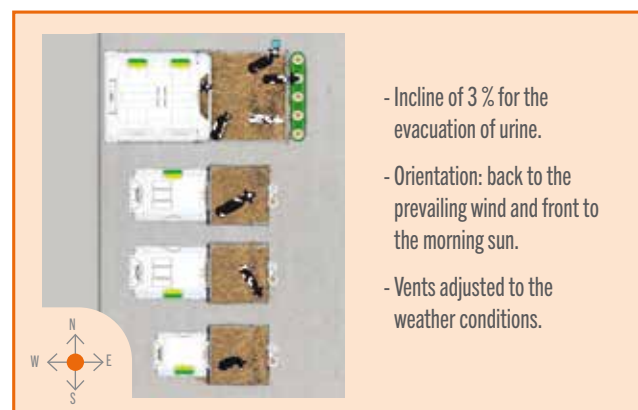 - Incline of 3 % for the
evacuation of urine.
- Orientation: back to the
prevailing wind and front to
the morning sun.
- Vents adjusted to the
weather conditions.
N
W
E
S